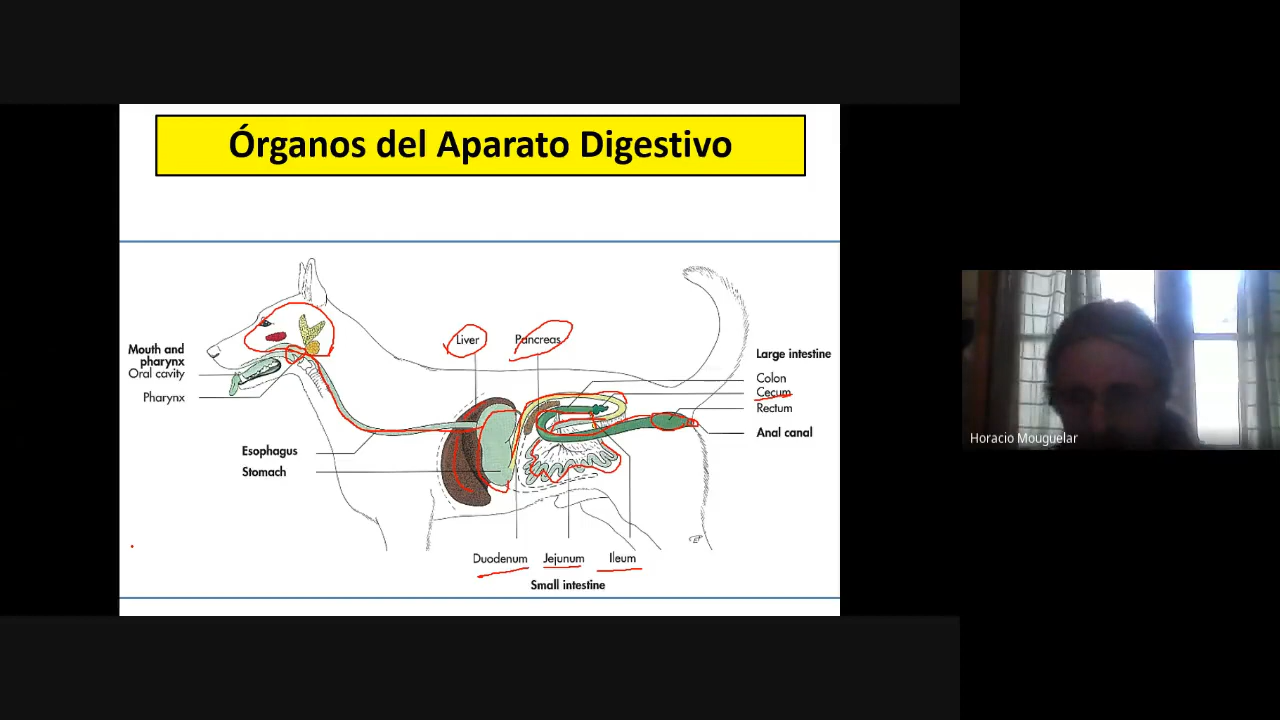 Órganos del Aparato Digestivo
Liver
Pancreas
Mouth and
pharynx
Oral cavity
Pharynx
Large intestine
Colon
Cecum
Rectum
Anal canal
Esophagus
Stomach
Duodenum
Jejunum
Ileum
Small intestine
Horacio Mouguelar